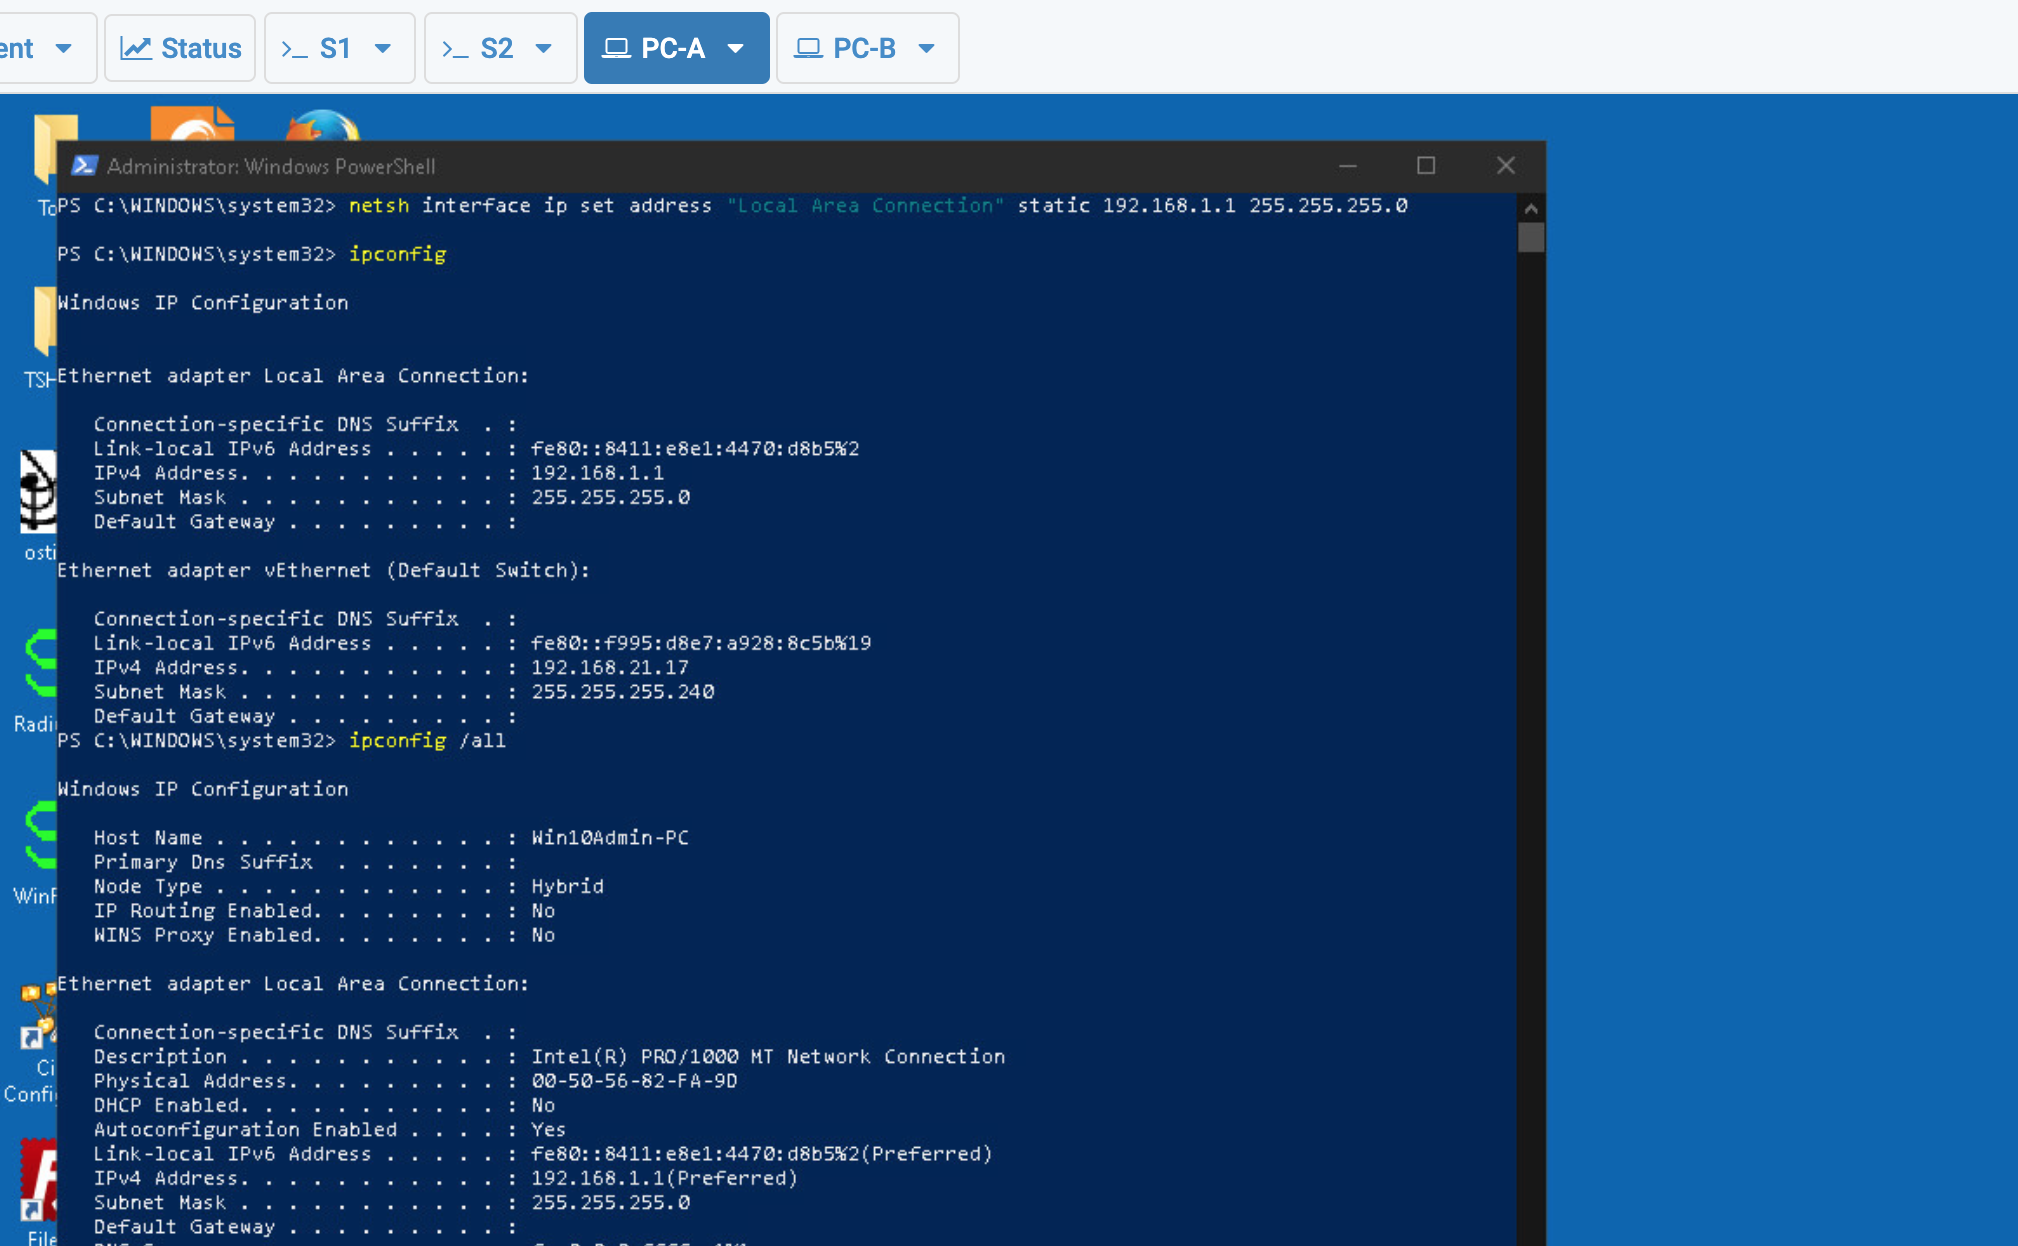 ent Status S1 S2 PC-A PC-B
Administrator: Windows PowerShell
To
PS C:\WINDOWS\system32> netsh interface ip set address "Local Area Connection" static 192.168.1.1 255.255.255.0
PS C:\WINDOWS\system32> ipconfig
Windows IP Configuration
TSH
Ethernet adapter Local Area Connection:
Connection-specific DNS Suffix . :
Link-local IPv6 Address . . . . . : fe80::8411:e8e1:4470:d8b5%2
IPv4 Address. . . . . . . . . . . : 192.168.1.1
Subnet Mask . . . . . . . . . . . : 255.255.255.0
Default Gateway . . . . . . . . . :
osti
Ethernet adapter vEthernet (Default Switch):
Connection-specific DNS Suffix . :
Link-local IPv6 Address . . . . . : fe80::f995:d8e7:a928:8c5b%19
IPv4 Address. . . . . . . . . . . : 192.168.21.17
Subnet Mask . . . . . . . . . . . : 255.255.255.240
Default Gateway . . . . . . . . . :
Radi
PS C:\WINDOWS\system32> ipconfig /all
Windows IP Configuration
Host Name . . . . . . . . . . . . : Win10Admin-PC
Primary Dns Suffix . . . . . . . :
Node Type . . . . . . . . . . . . : Hybrid
WinR
IP Routing Enabled. . . . . . . . : No
WINS Proxy Enabled. . . . . . . . : No
Ethernet adapter Local Area Connection:
Connection-specific DNS Suffix . :
Description . . . . . . . . . . . : Intel(R) PRO/1000 MT Network Connection
Ci
Physical Address. . . . . . . . . : 00-50-56-82-FA-9D
Confi
DHCP Enabled. . . . . . . . . . . : No
Autoconfiguration Enabled . . . . : Yes
Link-local IPv6 Address . . . . . : fe80::8411:e8e1:4470:d8b5%2(Preferred)
IPv4 Address. . . . . . . . . . . : 192.168.1.1(Preferred)
Subnet Mask . . . . . . . . . . . : 255.255.255.0
Default Gateway . . . . . . . . . :
File